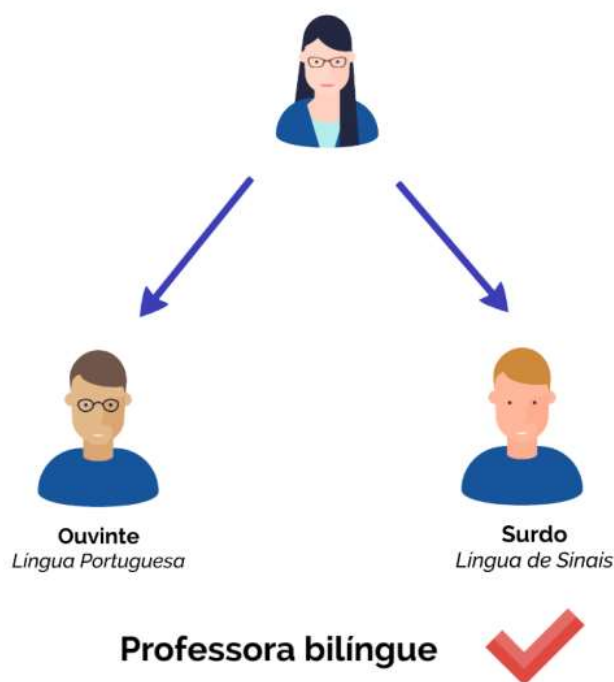 Ouvinte
Língua Portuguesa
Surdo
Língua de Sinais
Professora bilíngue